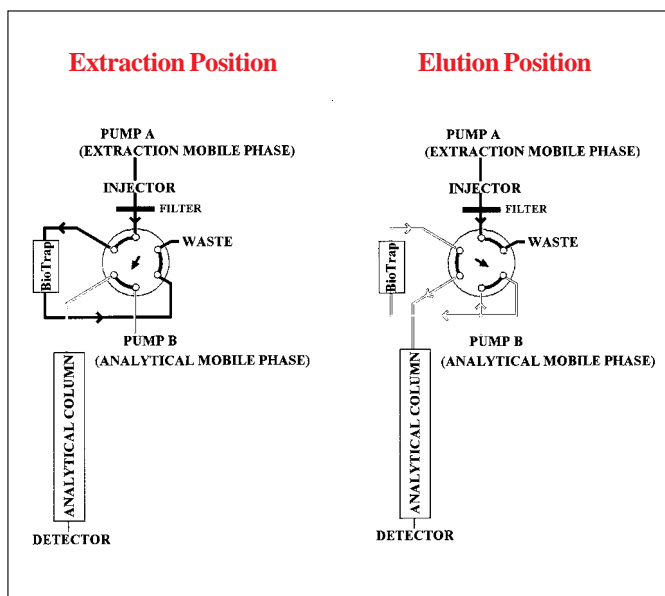 Extraction Position
PUMP A
(EXTRACTION MOBILE PHASE)
INJECTOR
FILTER
WASTE
BioTrap
PUMP B
(ANALYTICAL MOBILE PHASE)
ANALYTICAL COLUMN
DETECTOR
Elution Position
PUMP A
(EXTRACTION MOBILE PHASE)
INJECTOR
FILTER
WASTE
BioTrap
PUMP B
(ANALYTICAL MOBILE PHASE)
ANALYTICAL COLUMN
DETECTOR